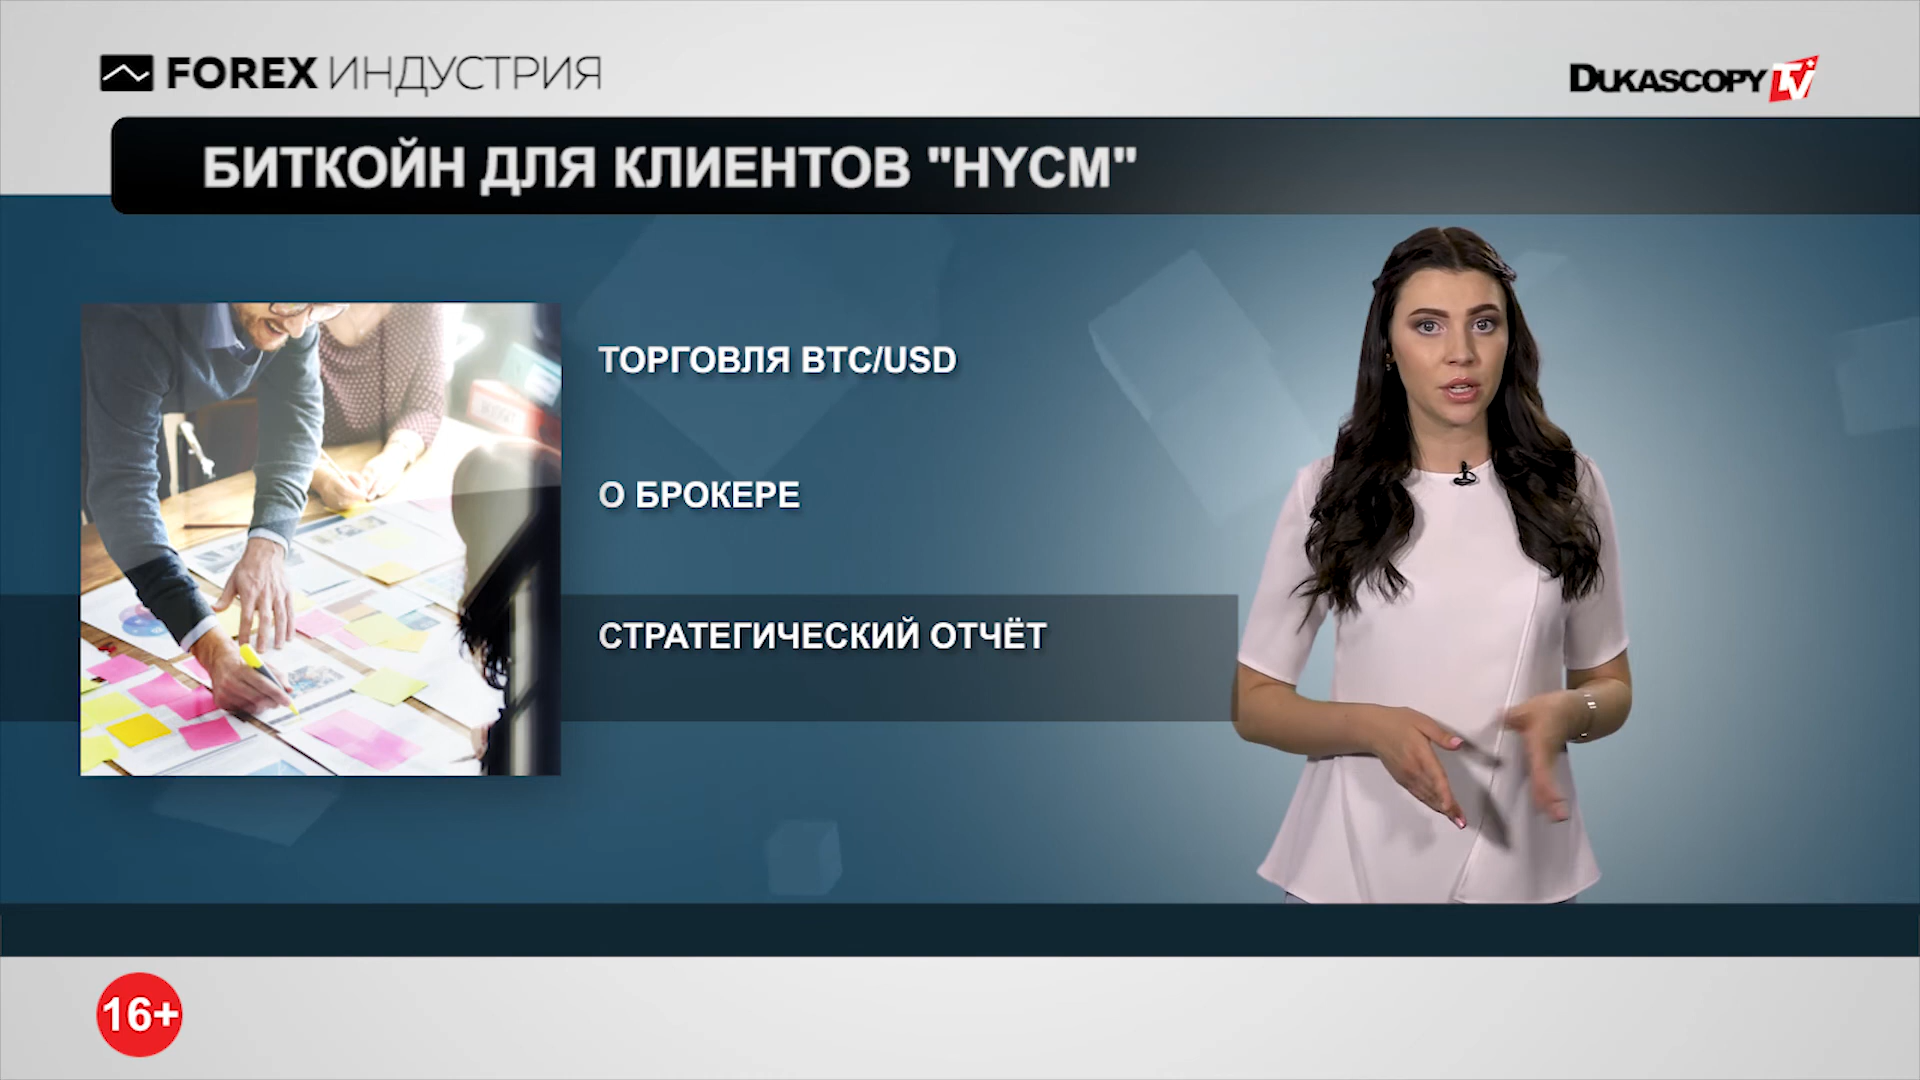 FOREX ИНДУСТРИЯ
DUKASCOPY TV
БИТКОЙН ДЛЯ КЛИЕНТОВ "HYCM"
ТОРГОВЛЯ BTC/USD
О БРОКЕРЕ
СТРАТЕГИЧЕСКИЙ ОТЧЁТ
16+